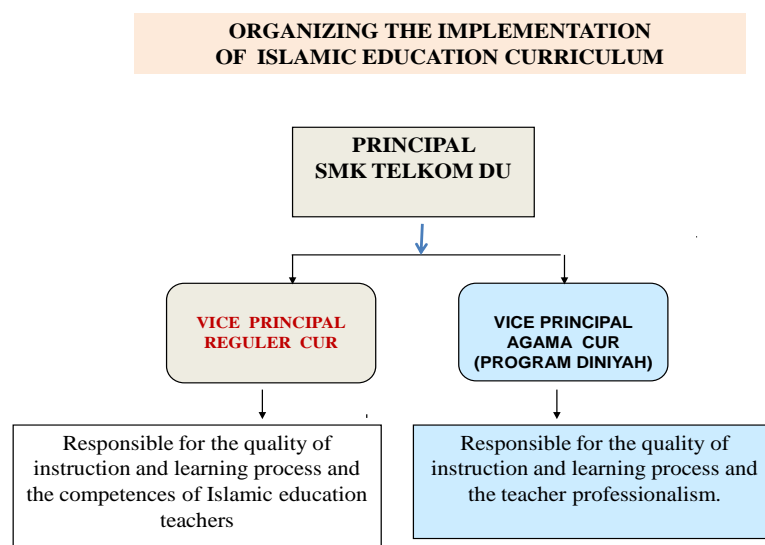 ORGANIZING THE IMPLEMENTATION
OF ISLAMIC EDUCATION CURRICULUM
PRINCIPAL
SMK TELKOM DU
VICE PRINCIPAL
REGULER CUR
VICE PRINCIPAL
AGAMA CUR
(PROGRAM DINIYAH)
Responsible for the quality of
instruction and learning process and
the competences of Islamic education
teachers
Responsible for the quality of
instruction and learning process and
the teacher professionalism.